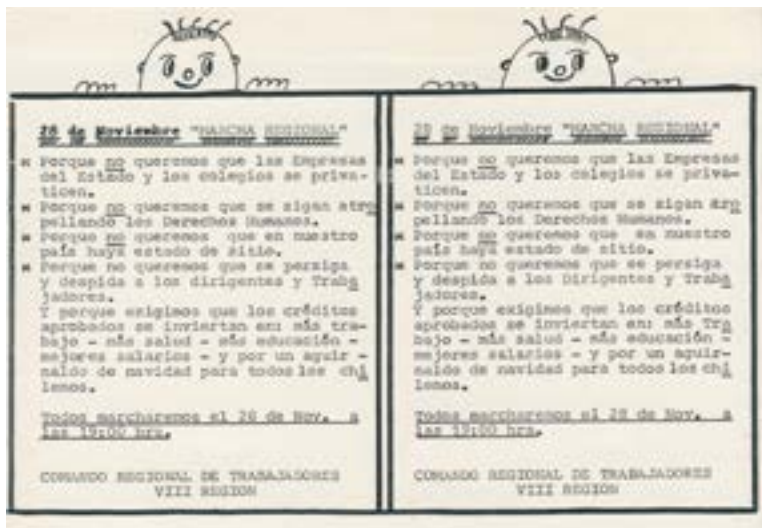 28 de Noviembre "MARCHA REGIONAL"
* Porque no queremos que las Empresas
del Estado y los colegios se priva-
ticen.
* Porque no queremos que se sigan atro
pellando los Derechos Humanos.
* Porque no queremos que en nuestro
país haya estado de sitio.
* Porque no queremos que se persiga
y despida a los dirigentes y Traba
jadores.
Y porque exigimos que los créditos
aprobados se inviertan en: más tra-
bajo - más salud - más educación -
mejores salarios - y por un aguir -
naldo de navidad para todos los chi
lenos.
Todos marcharemos el 28 de Nov. a
las 19:00 hrs.
COMANDO REGIONAL DE TRABAJADORES
VIII REGION
28 de Noviembre "MARCHA REGIONAL"
* Porque no queremos que las Empresas
del Estado y los colegios se priva-
ticen.
* Porque no queremos que se sigan atro
pellando los Derechos Humanos.
* Porque no queremos que en nuestro
país haya estado de sitio.
* Porque no queremos que se persiga
y despida a los Dirigentes y Traba
jadores.
Y porque exigimos que los créditos
aprobados se inviertan en: más Tra
bajo - más salud - más educación -
mejores salarios - y por un aguir-
naldo de navidad para todos los chi
lenos.
Todos marcharemos el 28 de Nov. a
las 19:00 hrs.
COMANDO REGIONAL DE TRABAJADORES
VIII REGION